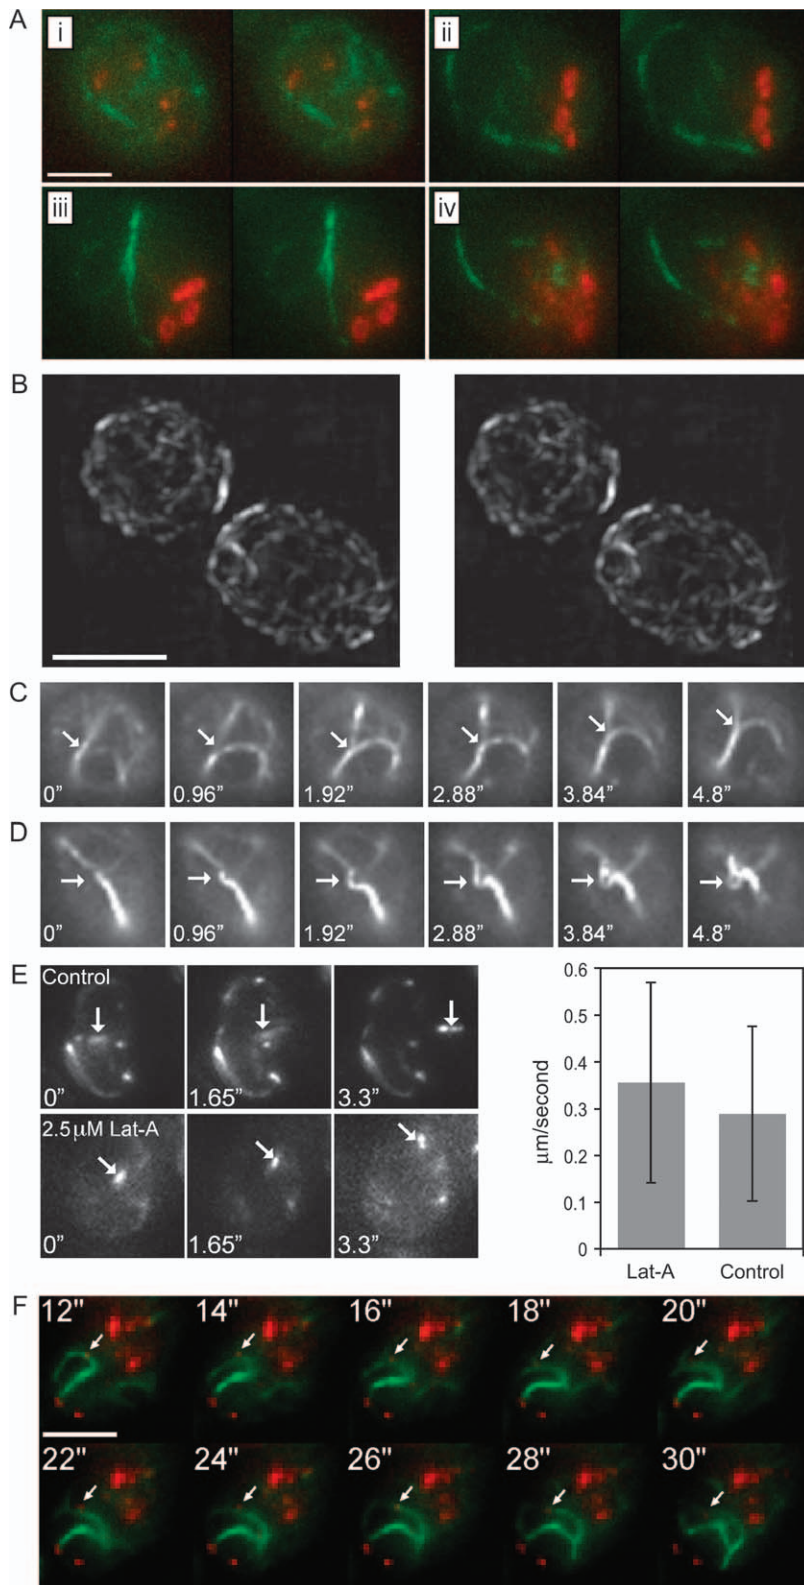 A
i
ii
iii
iv
B
C
0”
0.96”
1.92”
2.88”
3.84”
4.8”
D
0”
0.96”
1.92”
2.88”
3.84”
4.8”
E
Control
0”
1.65”
3.3”
2.5μM Lat-A
0”
1.65”
3.3”
0.6
0.5
0.4
0.3
0.2
0.1
0
μm/second
Lat-A
Control
F
12"
14"
16"
18"
20"
22"
24"
26"
28"
30"